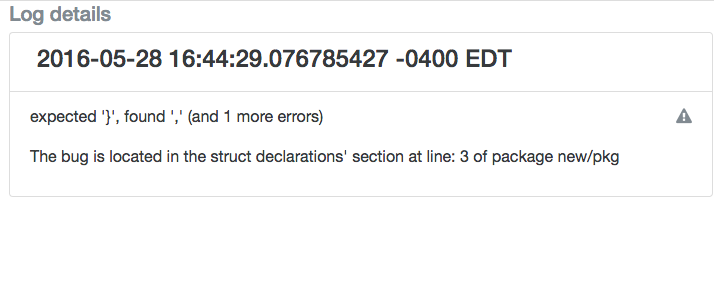 Log details
2016-05-28 16:44:29.076785427 -0400 EDT
expected '}', found ',' (and 1 more errors)
The bug is located in the struct declarations' section at line: 3 of package new/pkg